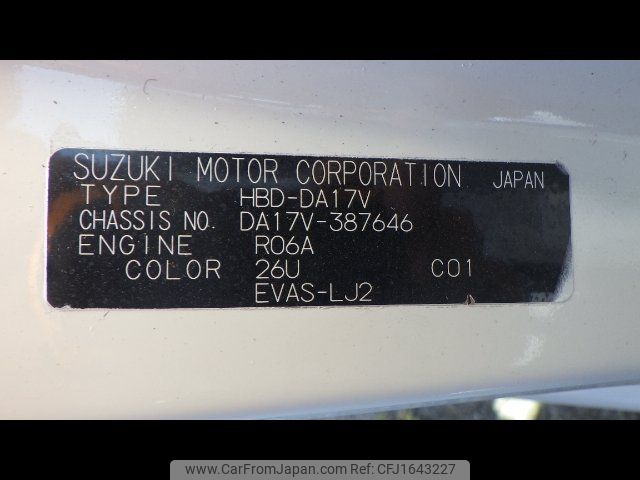 SUZUKI MOTOR CORPORATION JAPAN
TYPE HBD-DA17V
CHASSIS NO. DA17V-387646
ENGINE R06A
COLOR 26U C01
EVAS-LJ2
www.CarFromJapan.com | CFJ1643227